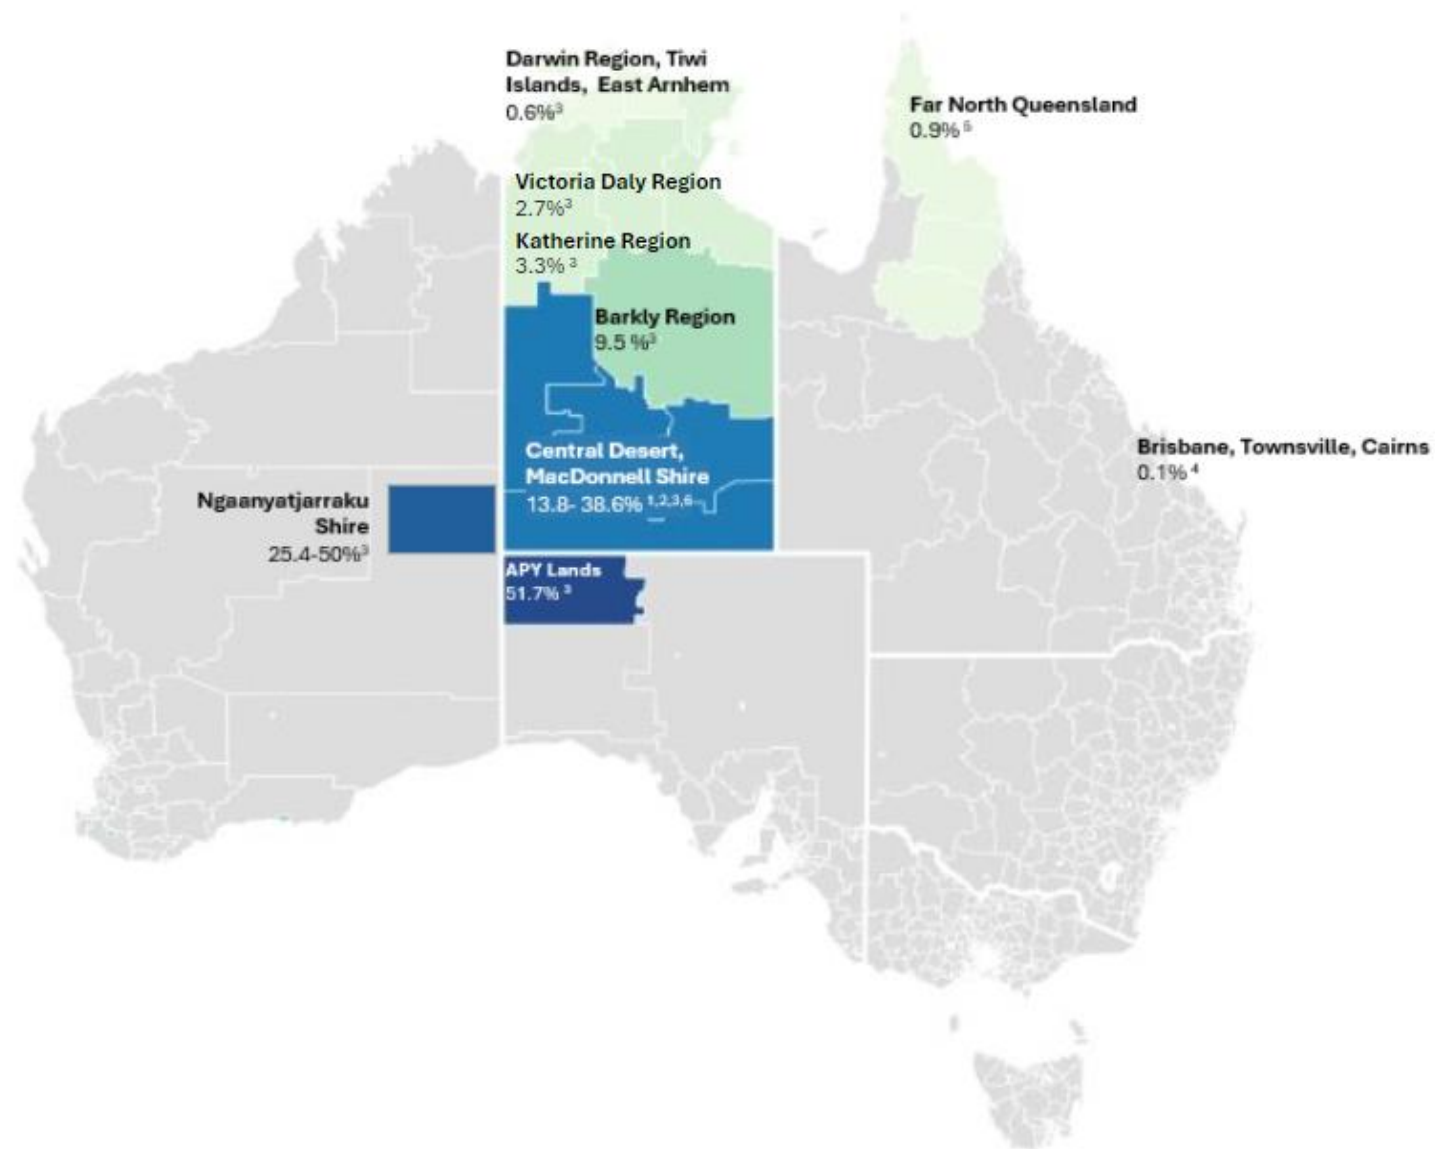 Darwin Region, Tiwi
Islands, East Arnhem
0.6%³
Far North Queensland
0.9% ⁵
Victoria Daly Region
2.7%³
Katherine Region
3.3% ³
Barkly Region
9.5 %³
Brisbane, Townsville, Cairns
0.1% ⁴
Central Desert,
MacDonnell Shire
13.8- 38.6% ¹,²,³,⁶
Ngaanyatjarraku
Shire
25.4-50%³
APY Lands
51.7% ³